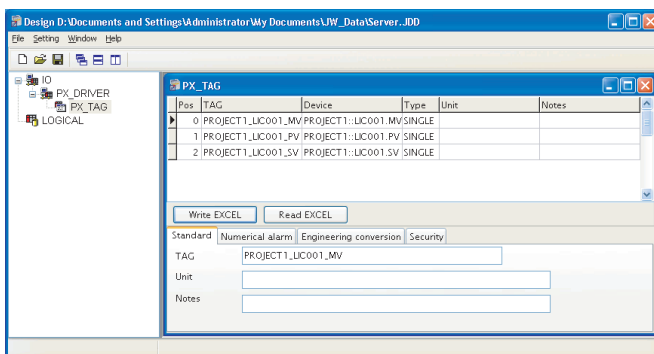 Design D:\Documents and Settings\Administrator\My Documents\JW_Data\Server..JDD
File Setting Window Help
IO
PX_DRIVER
PX_TAG
LOGICAL
PX_TAG
Pos TAG Device Type Unit Notes
0 PROJECT1_LIC001_MV PROJECT1::LIC001.MV SINGLE
1 PROJECT1_LIC001_PV PROJECT1::LIC001.PV SINGLE
2 PROJECT1_LIC001_SV PROJECT1::LIC001.SV SINGLE
Write EXCEL Read EXCEL
Standard Numerical alarm Engineering conversion Security
TAG PROJECT1_LIC001_MV
Unit
Notes